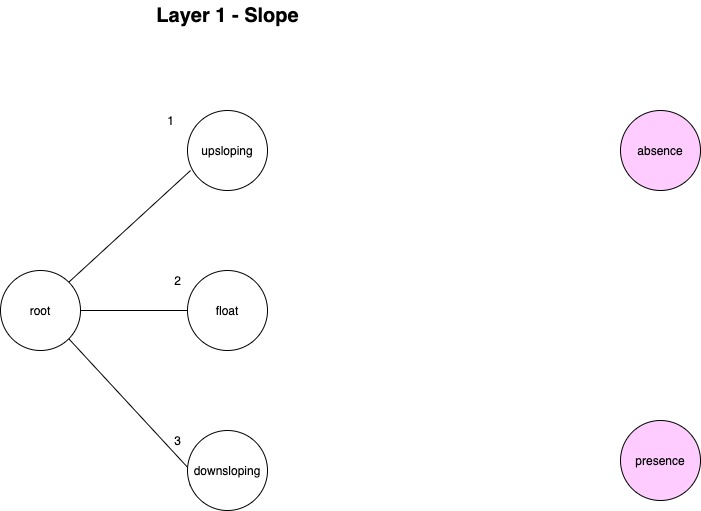 Layer 1 - Slope
1
upsloping
absence
2
root
float
3
downsloping
presence